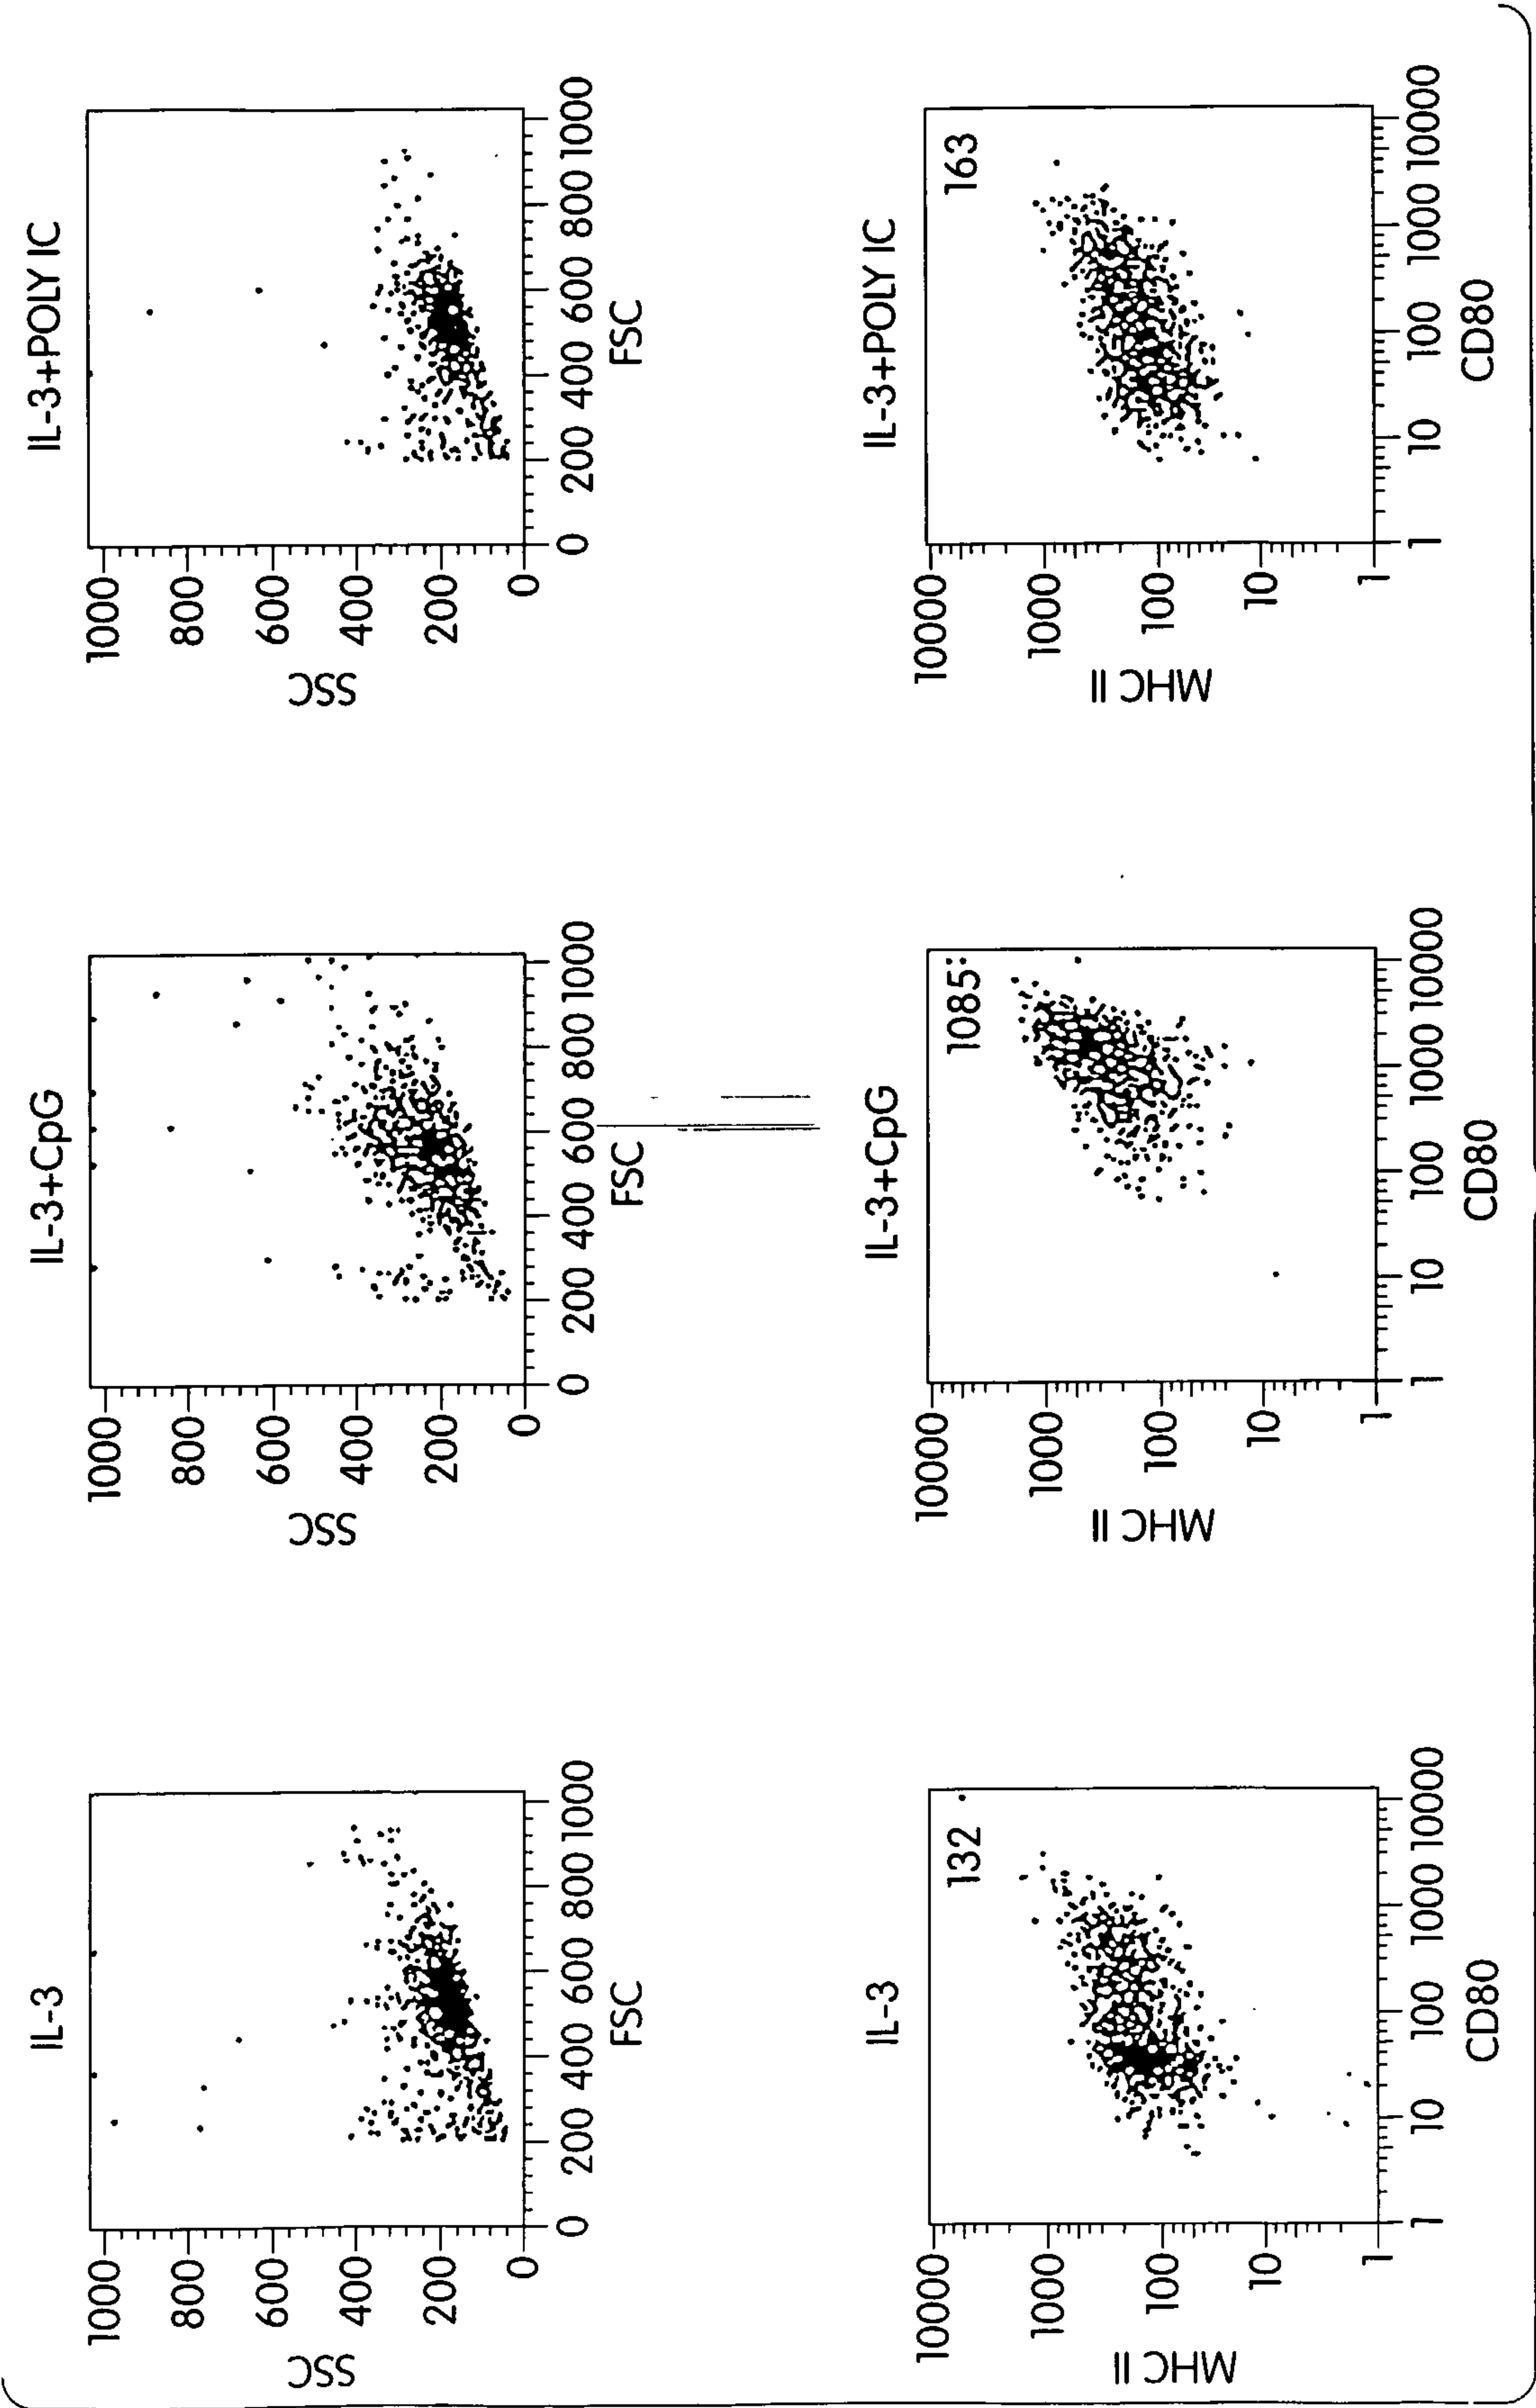 IL-3
1000
800
600
400
200
0
SSC
0 200 400 600 800 1000
FSC
IL-3+CpG
1000
800
600
400
200
0
SSC
0 200 400 600 800 1000
FSC
IL-3+POLY IC
1000
800
600
400
200
0
SSC
0 200 400 600 800 1000
FSC
IL-3
132
10000
1000
100
10
1
MHC II
1 10 100 1000 10000
CD80
IL-3+CpG
1085
10000
1000
100
10
1
MHC II
1 10 100 1000 10000
CD80
IL-3+POLY IC
163
10000
1000
100
10
1
MHC II
1 10 100 1000 10000
CD80